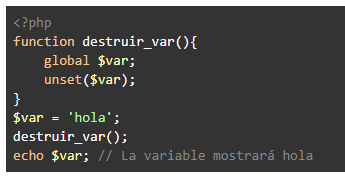 <?php
function destruir_var(){
    global $var;
    unset($var);
}
$var = 'hola';
destruir_var();
echo $var; // La variable mostrará hola